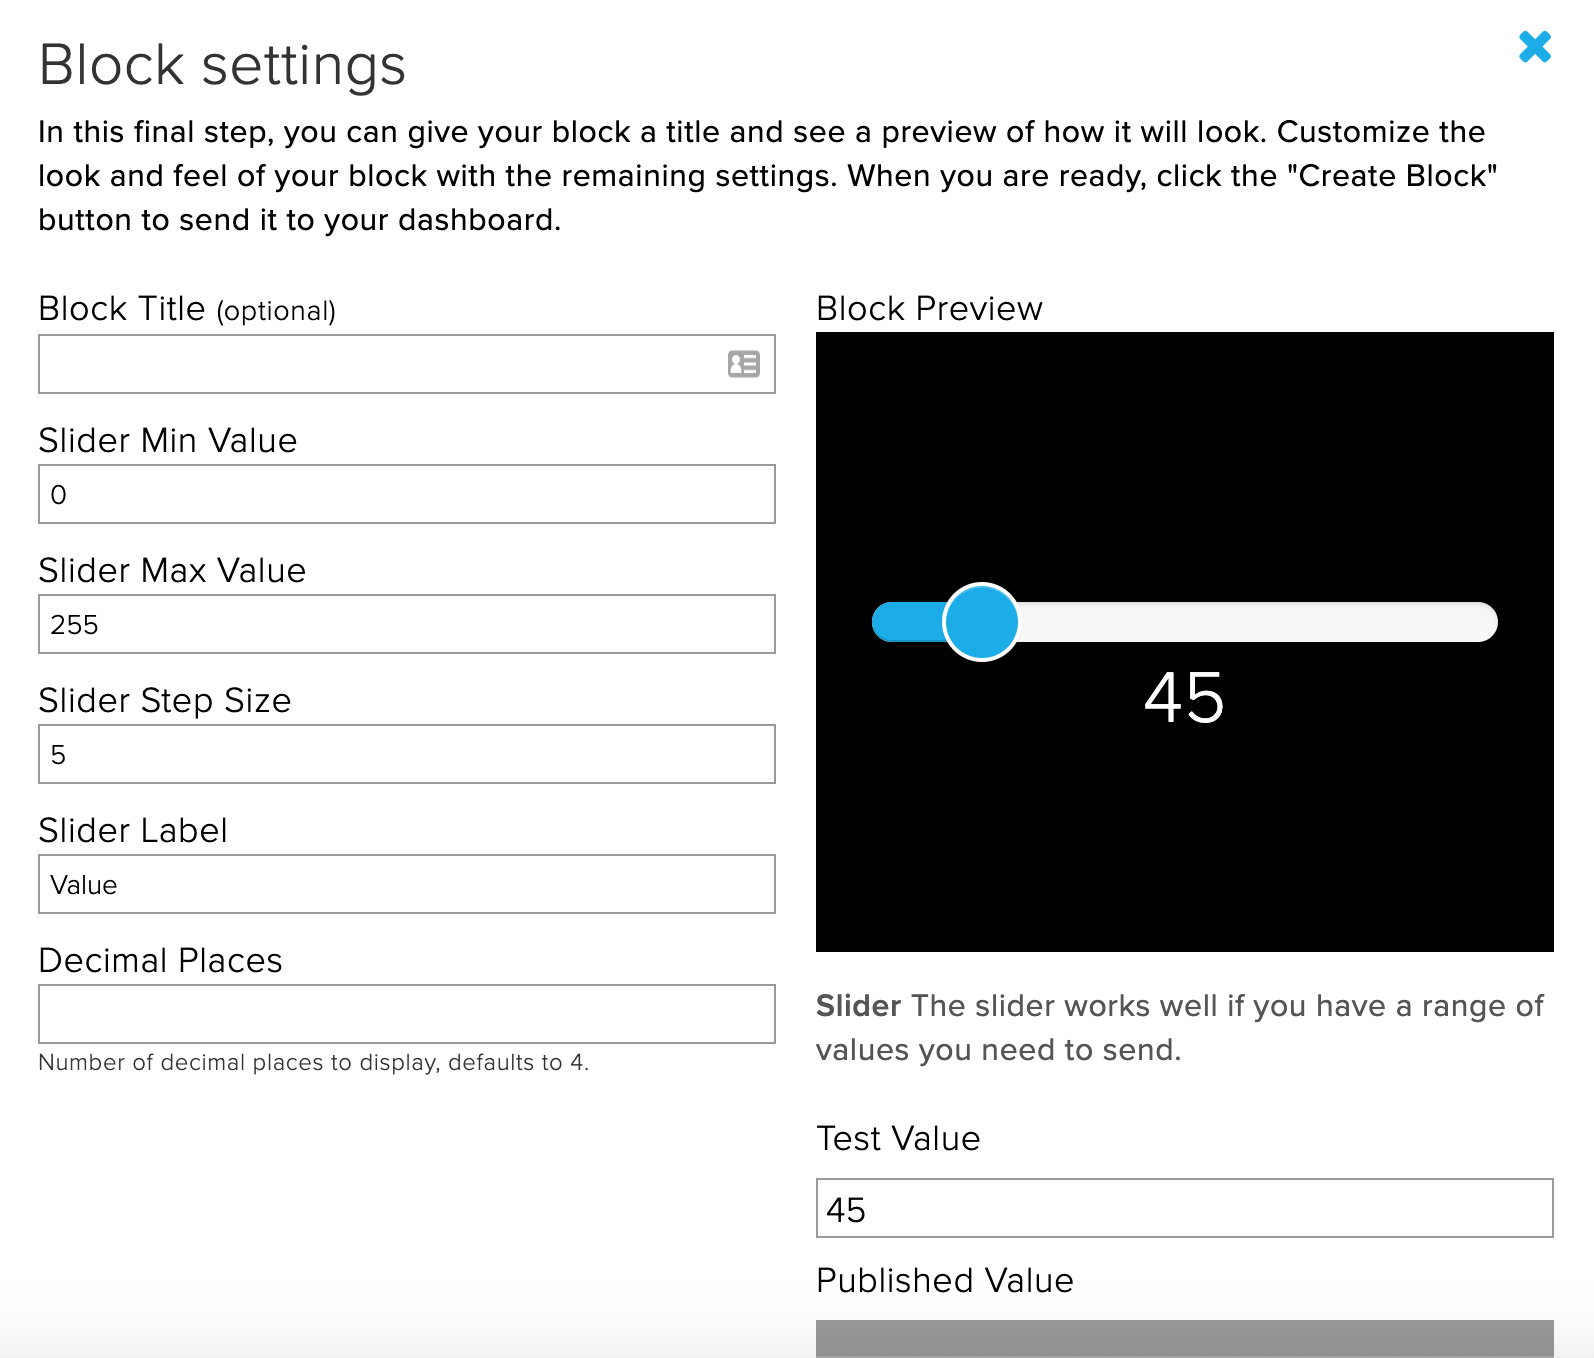 Block settings
In this final step, you can give your block a title and see a preview of how it will look. Customize the
look and feel of your block with the remaining settings. When you are ready, click the "Create Block"
button to send it to your dashboard.
Block Title (optional)
Slider Min Value
0
Slider Max Value
255
Slider Step Size
5
Slider Label
Value
Decimal Places
Number of decimal places to display, defaults to 4.
Block Preview
45
Slider The slider works well if you have a range of
values you need to send.
Test Value
45
Published Value